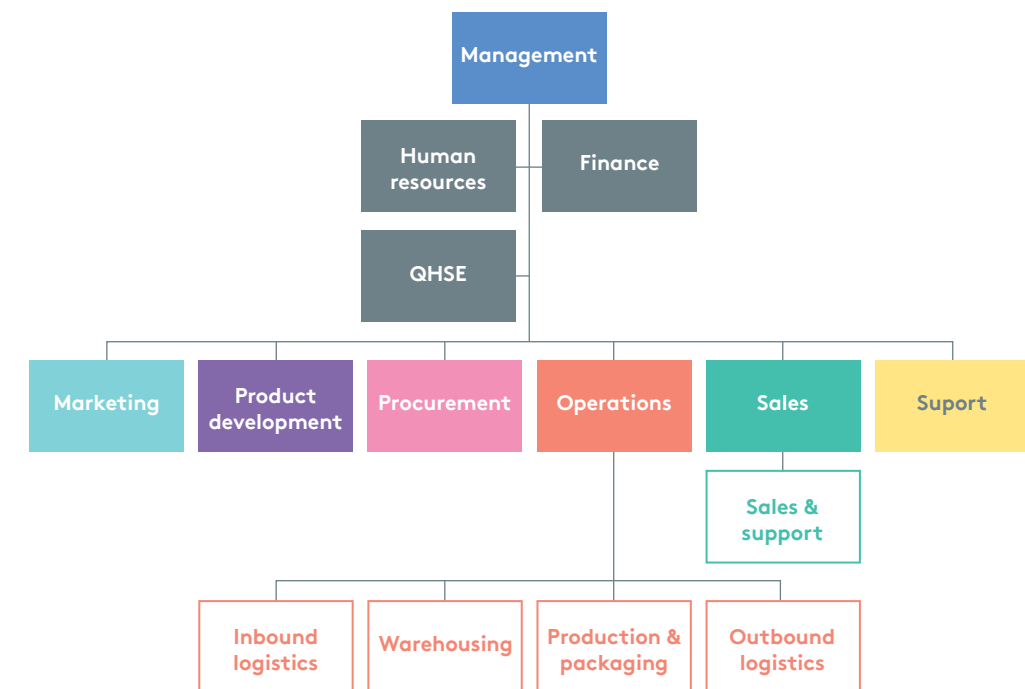 Management
Human
resources
Finance
QHSE
Marketing
Product
development
Procurement
Operations
Sales
Suport
Sales &
support
Inbound
logistics
Warehousing
Production &
packaging
Outbound
logistics